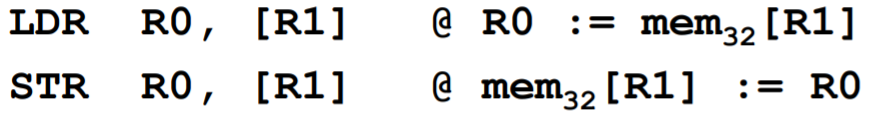 LDR R0, [R1] @ R0 := mem32[R1]
STR R0, [R1] @ mem32[R1] := R0